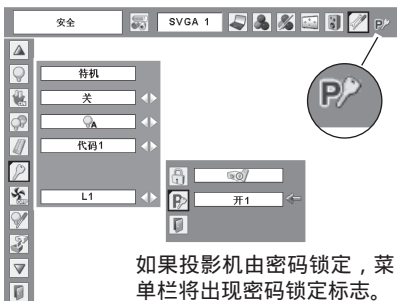 安全
SVGA 1
待机
关
代码1
L1
开1
如果投影机由密码锁定，菜
单栏将出现密码锁定标志。